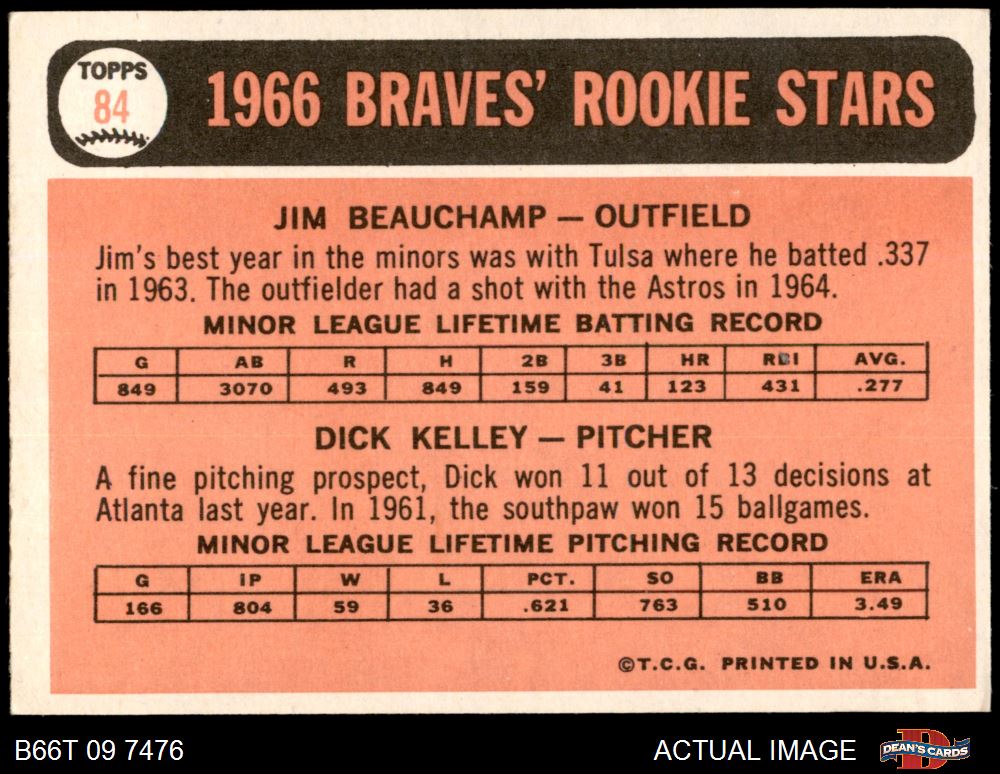 TOPPS
84
1966 BRAVES' ROOKIE STARS
JIM BEAUCHAMP — OUTFIELD
Jim's best year in the minors was with Tulsa where he batted .337
in 1963. The outfielder had a shot with the Astros in 1964.
MINOR LEAGUE LIFETIME BATTING RECORD
G AB R H 2B 3B HR RBI AVG.
849 3070 493 849 159 41 123 431 .277
DICK KELLEY — PITCHER
A fine pitching prospect, Dick won 11 out of 13 decisions at
Atlanta last year. In 1961, the southpaw won 15 ballgames.
MINOR LEAGUE LIFETIME PITCHING RECORD
G IP W L PCT. SO BB ERA
166 804 59 36 .621 763 510 3.49
©T.C.G. PRINTED IN U.S.A.
B66T 09 7476 ACTUAL IMAGE DEAN'S CARDS